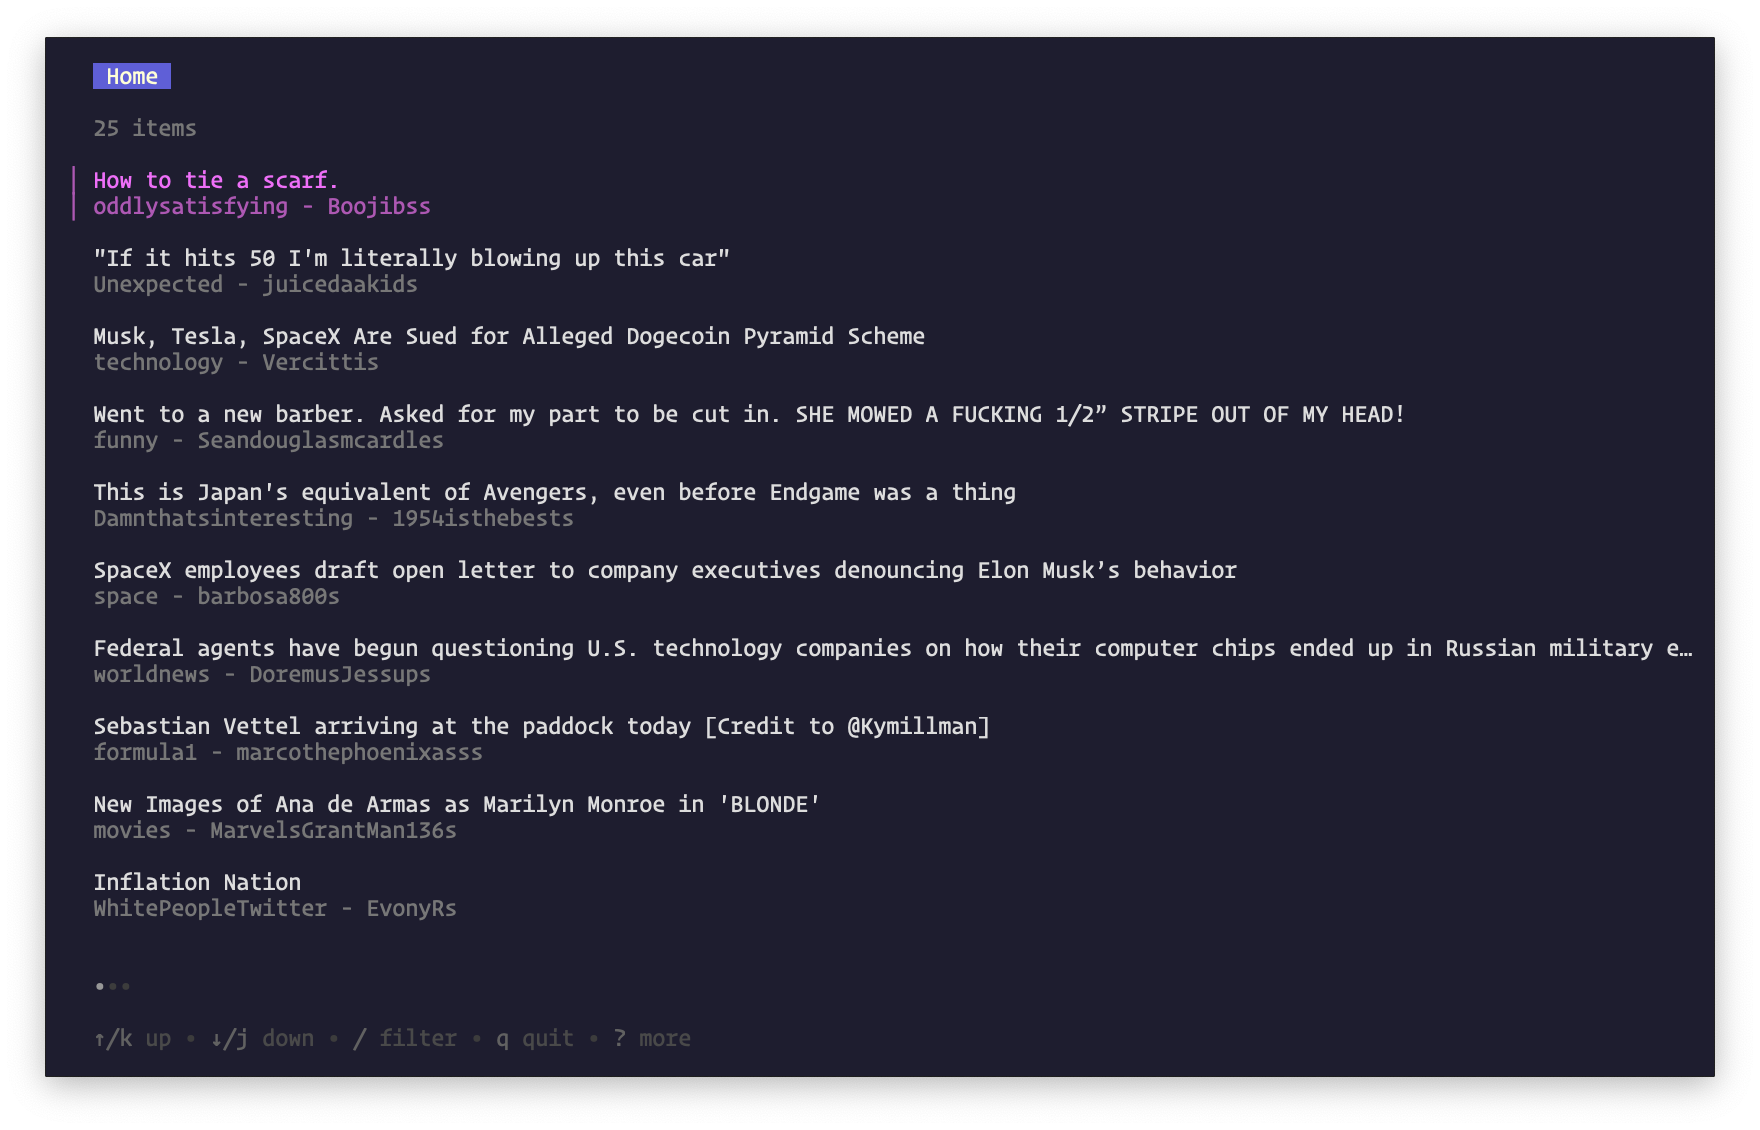 Home
25 items
How to tie a scarf.
oddlysatisfying - Boojibss
"If it hits 50 I'm literally blowing up this car"
Unexpected - juicedaakids
Musk, Tesla, SpaceX Are Sued for Alleged Dogecoin Pyramid Scheme
technology - Vercittis
Went to a new barber. Asked for my part to be cut in. SHE MOWED A FUCKING 1/2” STRIPE OUT OF MY HEAD!
funny - Seandouglasmcardles
This is Japan's equivalent of Avengers, even before Endgame was a thing
Damnthatsinteresting - 1954isthebests
SpaceX employees draft open letter to company executives denouncing Elon Musk’s behavior
space - barbosa800s
Federal agents have begun questioning U.S. technology companies on how their computer chips ended up in Russian military e…
worldnews - DoremusJessups
Sebastian Vettel arriving at the paddock today [Credit to @Kymillman]
formula1 - marcothephoenixasss
New Images of Ana de Armas as Marilyn Monroe in 'BLONDE'
movies - MarvelsGrantMan136s
Inflation Nation
WhitePeopleTwitter - EvonyRs
•••
↑/k up • ↓/j down • / filter • q quit • ? more